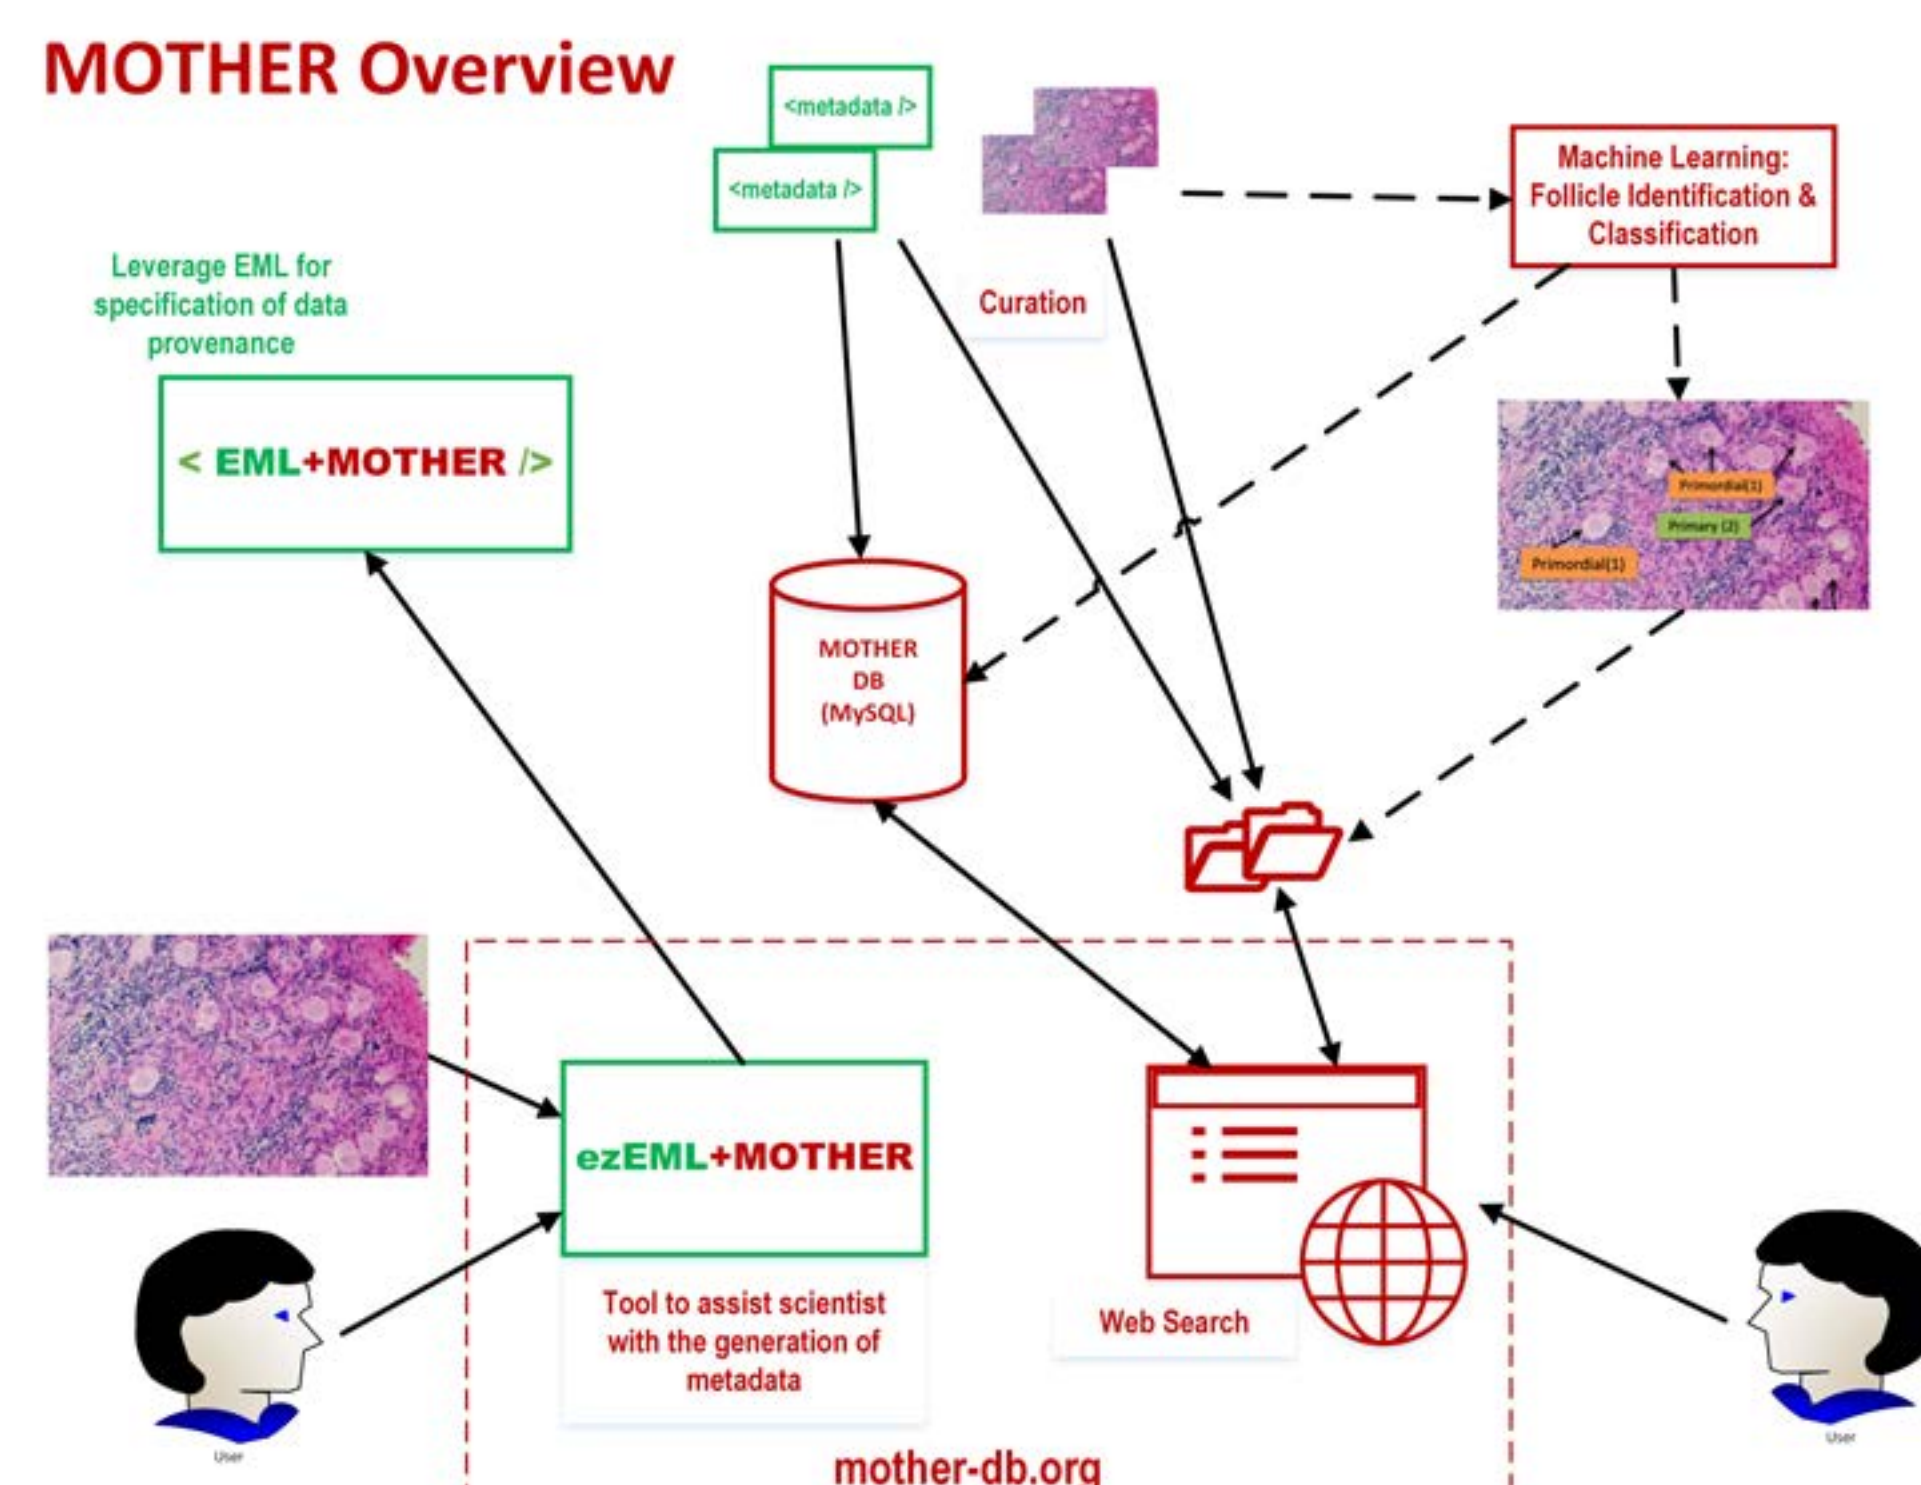 MOTHER Overview
<metadata />
<metadata />
Machine Learning:
Follicle Identification &
Classification
Leverage EML for
specification of data
provenance
Curation
< EML+MOTHER />
Primordial(1)
Primary (2)
Primordial(1)
MOTHER
DB
(MySQL)
ezEML+MOTHER
Tool to assist scientist
with the generation of
metadata
Web Search
User
User
mother-db.org